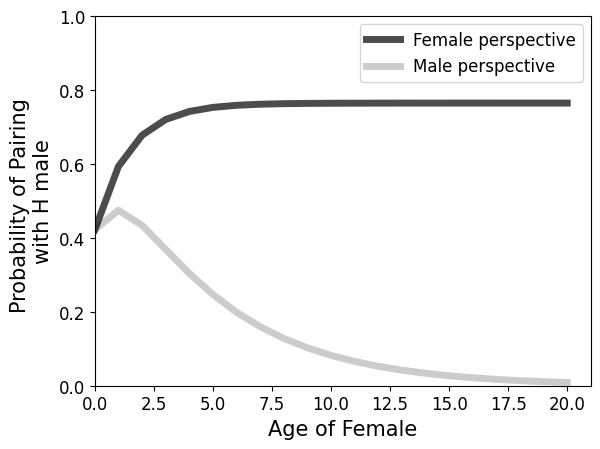 Probability of Pairing
with H male
1.0
0.8
0.6
0.4
0.2
0.0
Female perspective
Male perspective
0.0 2.5 5.0 7.5 10.0 12.5 15.0 17.5 20.0
Age of Female